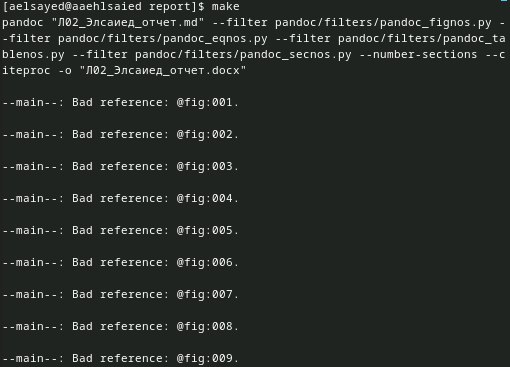 [aelsayed@aaehlsaied report]$ make
pandoc "Л02_Элсаиед_отчет.md" --filter pandoc/filters/pandoc_fignos.py -
-filter pandoc/filters/pandoc_eqnos.py --filter pandoc/filters/pandoc_ta
blenos.py --filter pandoc/filters/pandoc_secnos.py --number-sections --c
iteproc -o "Л02_Элсаиед_отчет.docx"
--main--: Bad reference: @fig:001.
--main--: Bad reference: @fig:002.
--main--: Bad reference: @fig:003.
--main--: Bad reference: @fig:004.
--main--: Bad reference: @fig:005.
--main--: Bad reference: @fig:006.
--main--: Bad reference: @fig:007.
--main--: Bad reference: @fig:008.
--main--: Bad reference: @fig:009.